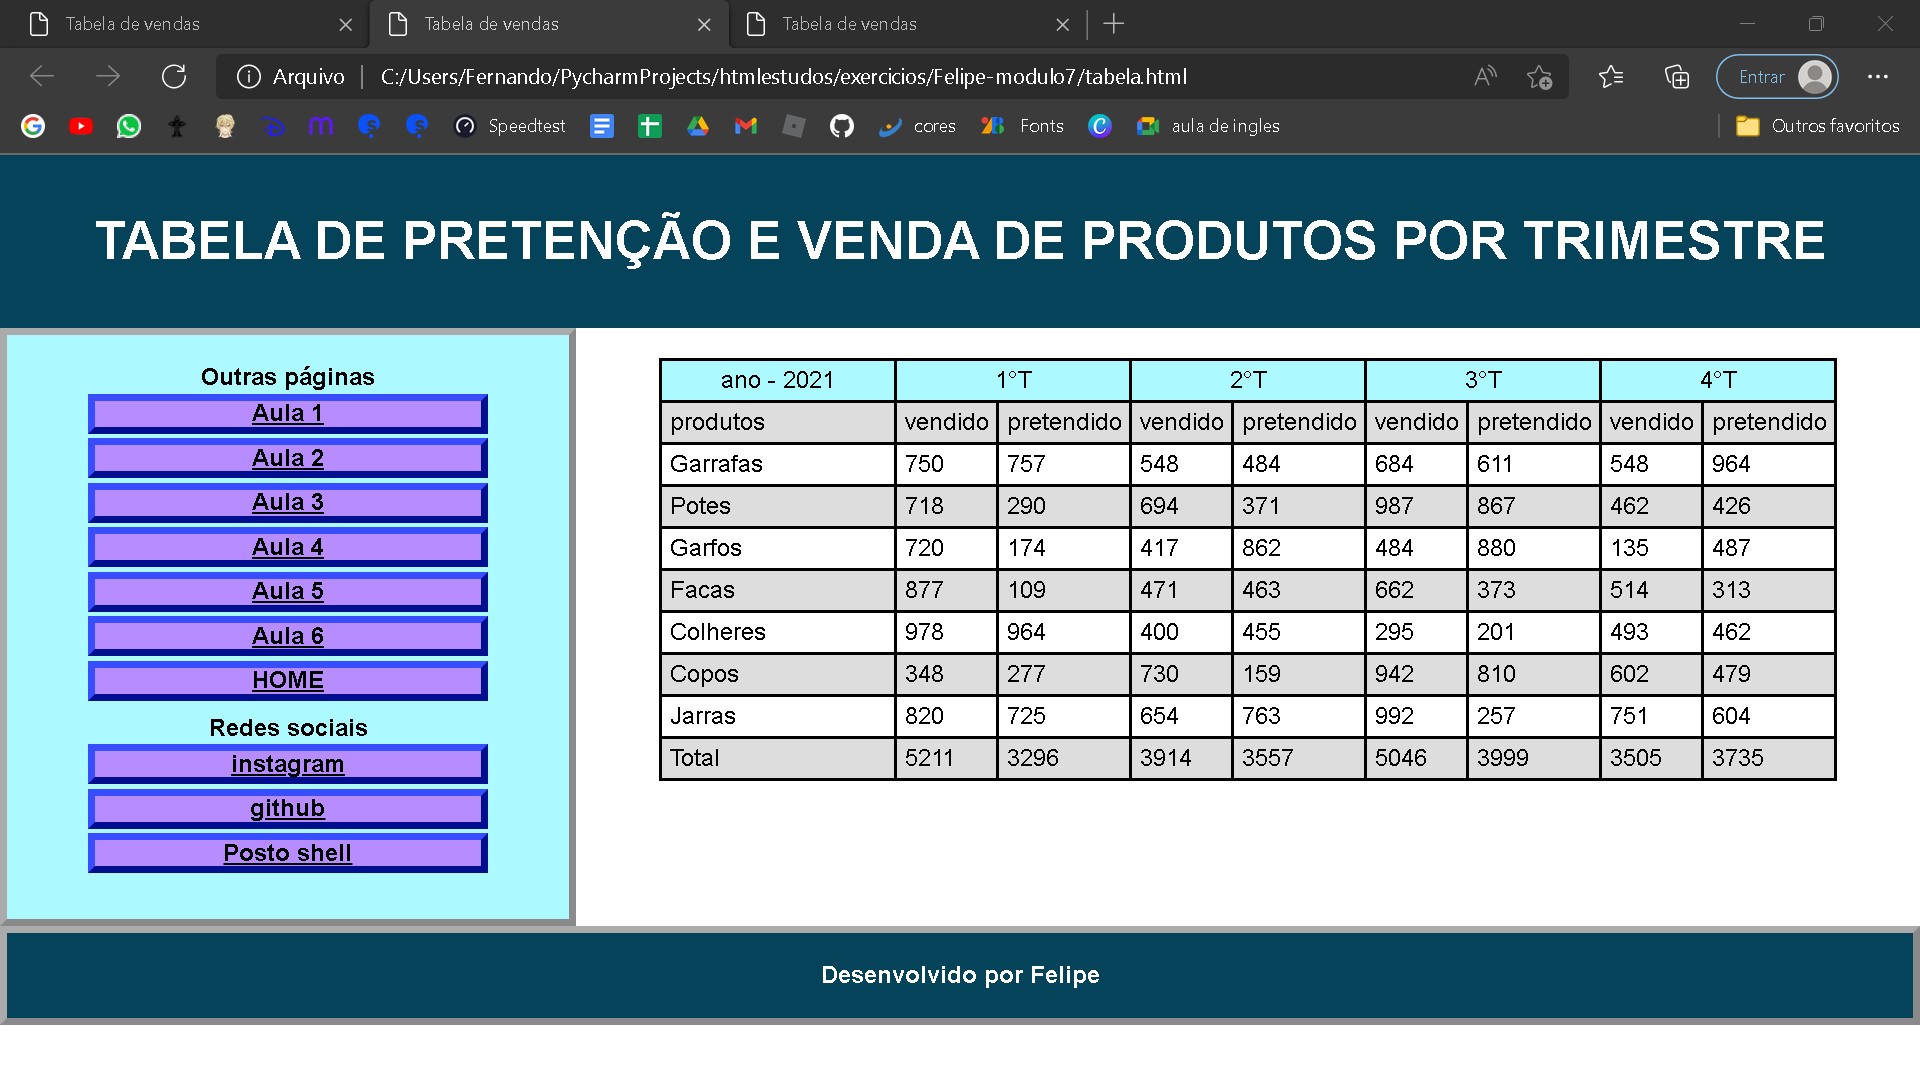 Tabela de vendas Tabela de vendas Tabela de vendas
Arquivo C:/Users/Fernando/PycharmProjects/htmlestudos/exercicios/Felipe-modulo7/tabela.html Entrar
Speedtest cores Fonts aula de ingles Outros favoritos
TABELA DE PRETENÇÃO E VENDA DE PRODUTOS POR TRIMESTRE
Outras páginas
Aula 1
Aula 2
Aula 3
Aula 4
Aula 5
Aula 6
HOME
Redes sociais
instagram
github
Posto shell
ano - 2021 1°T 2°T 3°T 4°T
produtos vendido pretendido vendido pretendido vendido pretendido vendido pretendido
Garrafas 750 757 548 484 684 611 548 964
Potes 718 290 694 371 987 867 462 426
Garfos 720 174 417 862 484 880 135 487
Facas 877 109 471 463 662 373 514 313
Colheres 978 964 400 455 295 201 493 462
Copos 348 277 730 159 942 810 602 479
Jarras 820 725 654 763 992 257 751 604
Total 5211 3296 3914 3557 5046 3999 3505 3735
Desenvolvido por Felipe